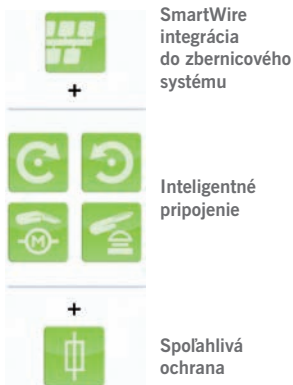 SmartWire
integrácia
do zbernicového
systému
+
Inteligentné
pripojenie
M
+
Spoľahlivá
ochrana